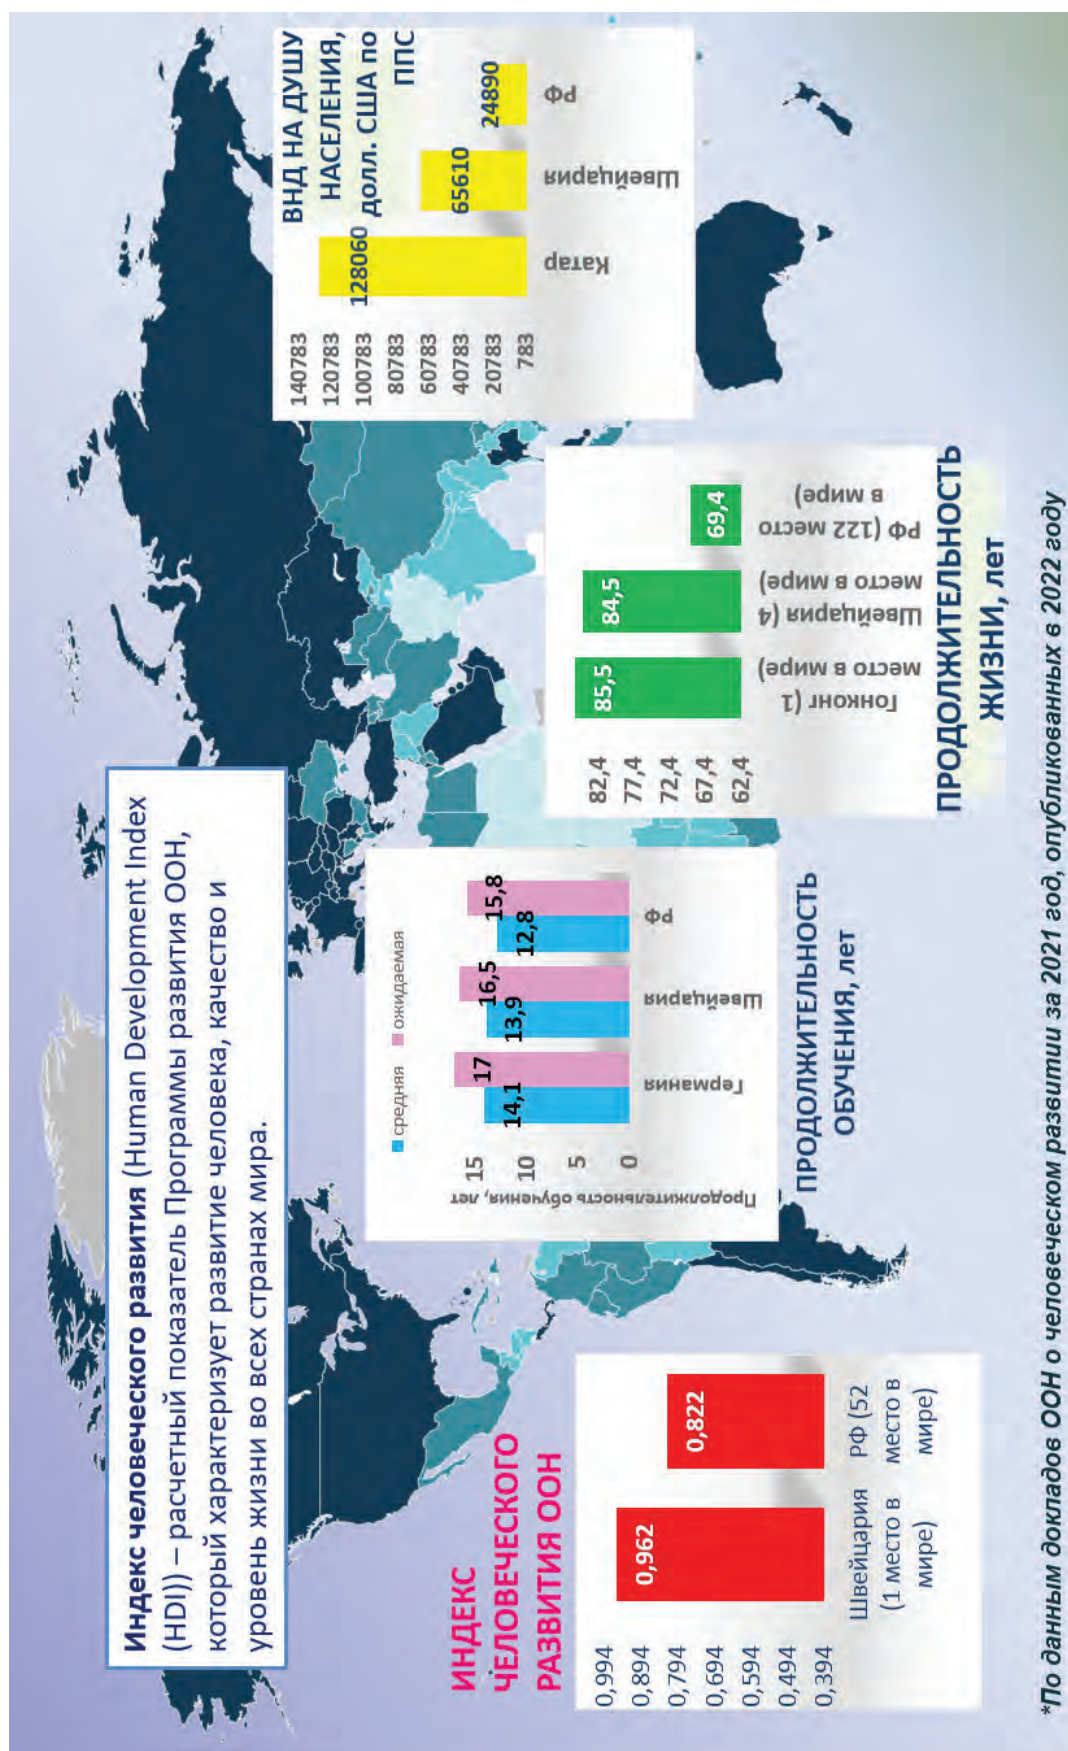 Индекс человеческого развития (Human Development Index
(HDI)) – расчетный показатель Программы развития ООН,
который характеризует развитие человека, качество и
уровень жизни во всех странах мира.
ИНДЕКС
ЧЕЛОВЕЧЕСКОГО
РАЗВИТИЯ ООН
0,994
0,894
0,794
0,694
0,594
0,494
0,394
0,962
0,822
Швейцария
(1 место в
мире)
РФ (52
место в
мире)
средняя
ожидаемая
Продолжительность обучения, лет
15
10
5
0
14,1
17
13,9
16,5
12,8
15,8
Германия
Швейцария
РФ
ПРОДОЛЖИТЕЛЬНОСТЬ
ОБУЧЕНИЯ, лет
82,4
77,4
72,4
67,4
62,4
85,5
84,5
69,4
Гонконг (1
место в мире)
Швейцария (4
место в мире)
РФ (122 место
в мире)
ПРОДОЛЖИТЕЛЬНОСТЬ
ЖИЗНИ, лет
ВНД НА ДУШУ
НАСЕЛЕНИЯ,
долл. США по
ППС
140783
120783
100783
80783
60783
40783
20783
783
128060
65610
24890
Катар
Швейцария
РФ
*По данным докладов ООН о человеческом развитии за 2021 год, опубликованных в 2022 году